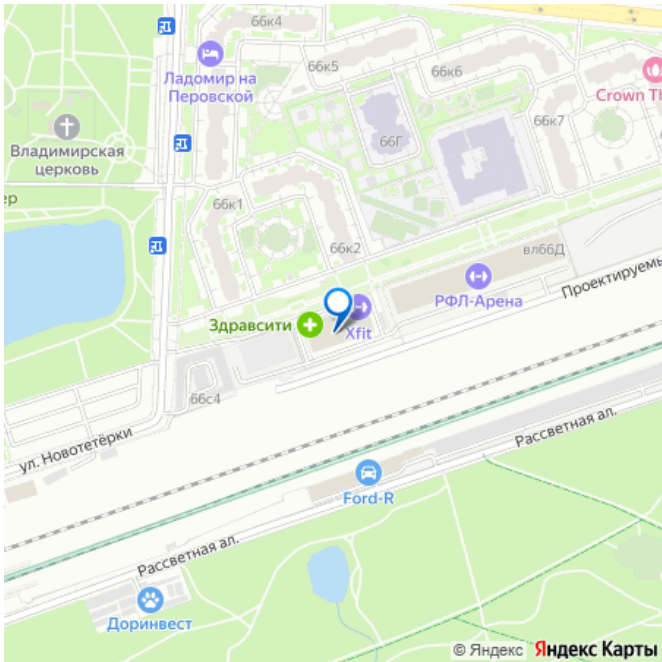 66к4
66к5
66к6
Ладомир на
Перовской
Crown Th
Владимирская
церковь
66Г
66к7
ер
66к1
66к2
вл66Д
Проектируемы
РФЛ-Арена
Здравсити
Xfit
66с4
ул. Новотетёрки
Рассветная ал.
Ford-R
Рассветная ал.
Доринвест
© Яндекс Яндекс Карты